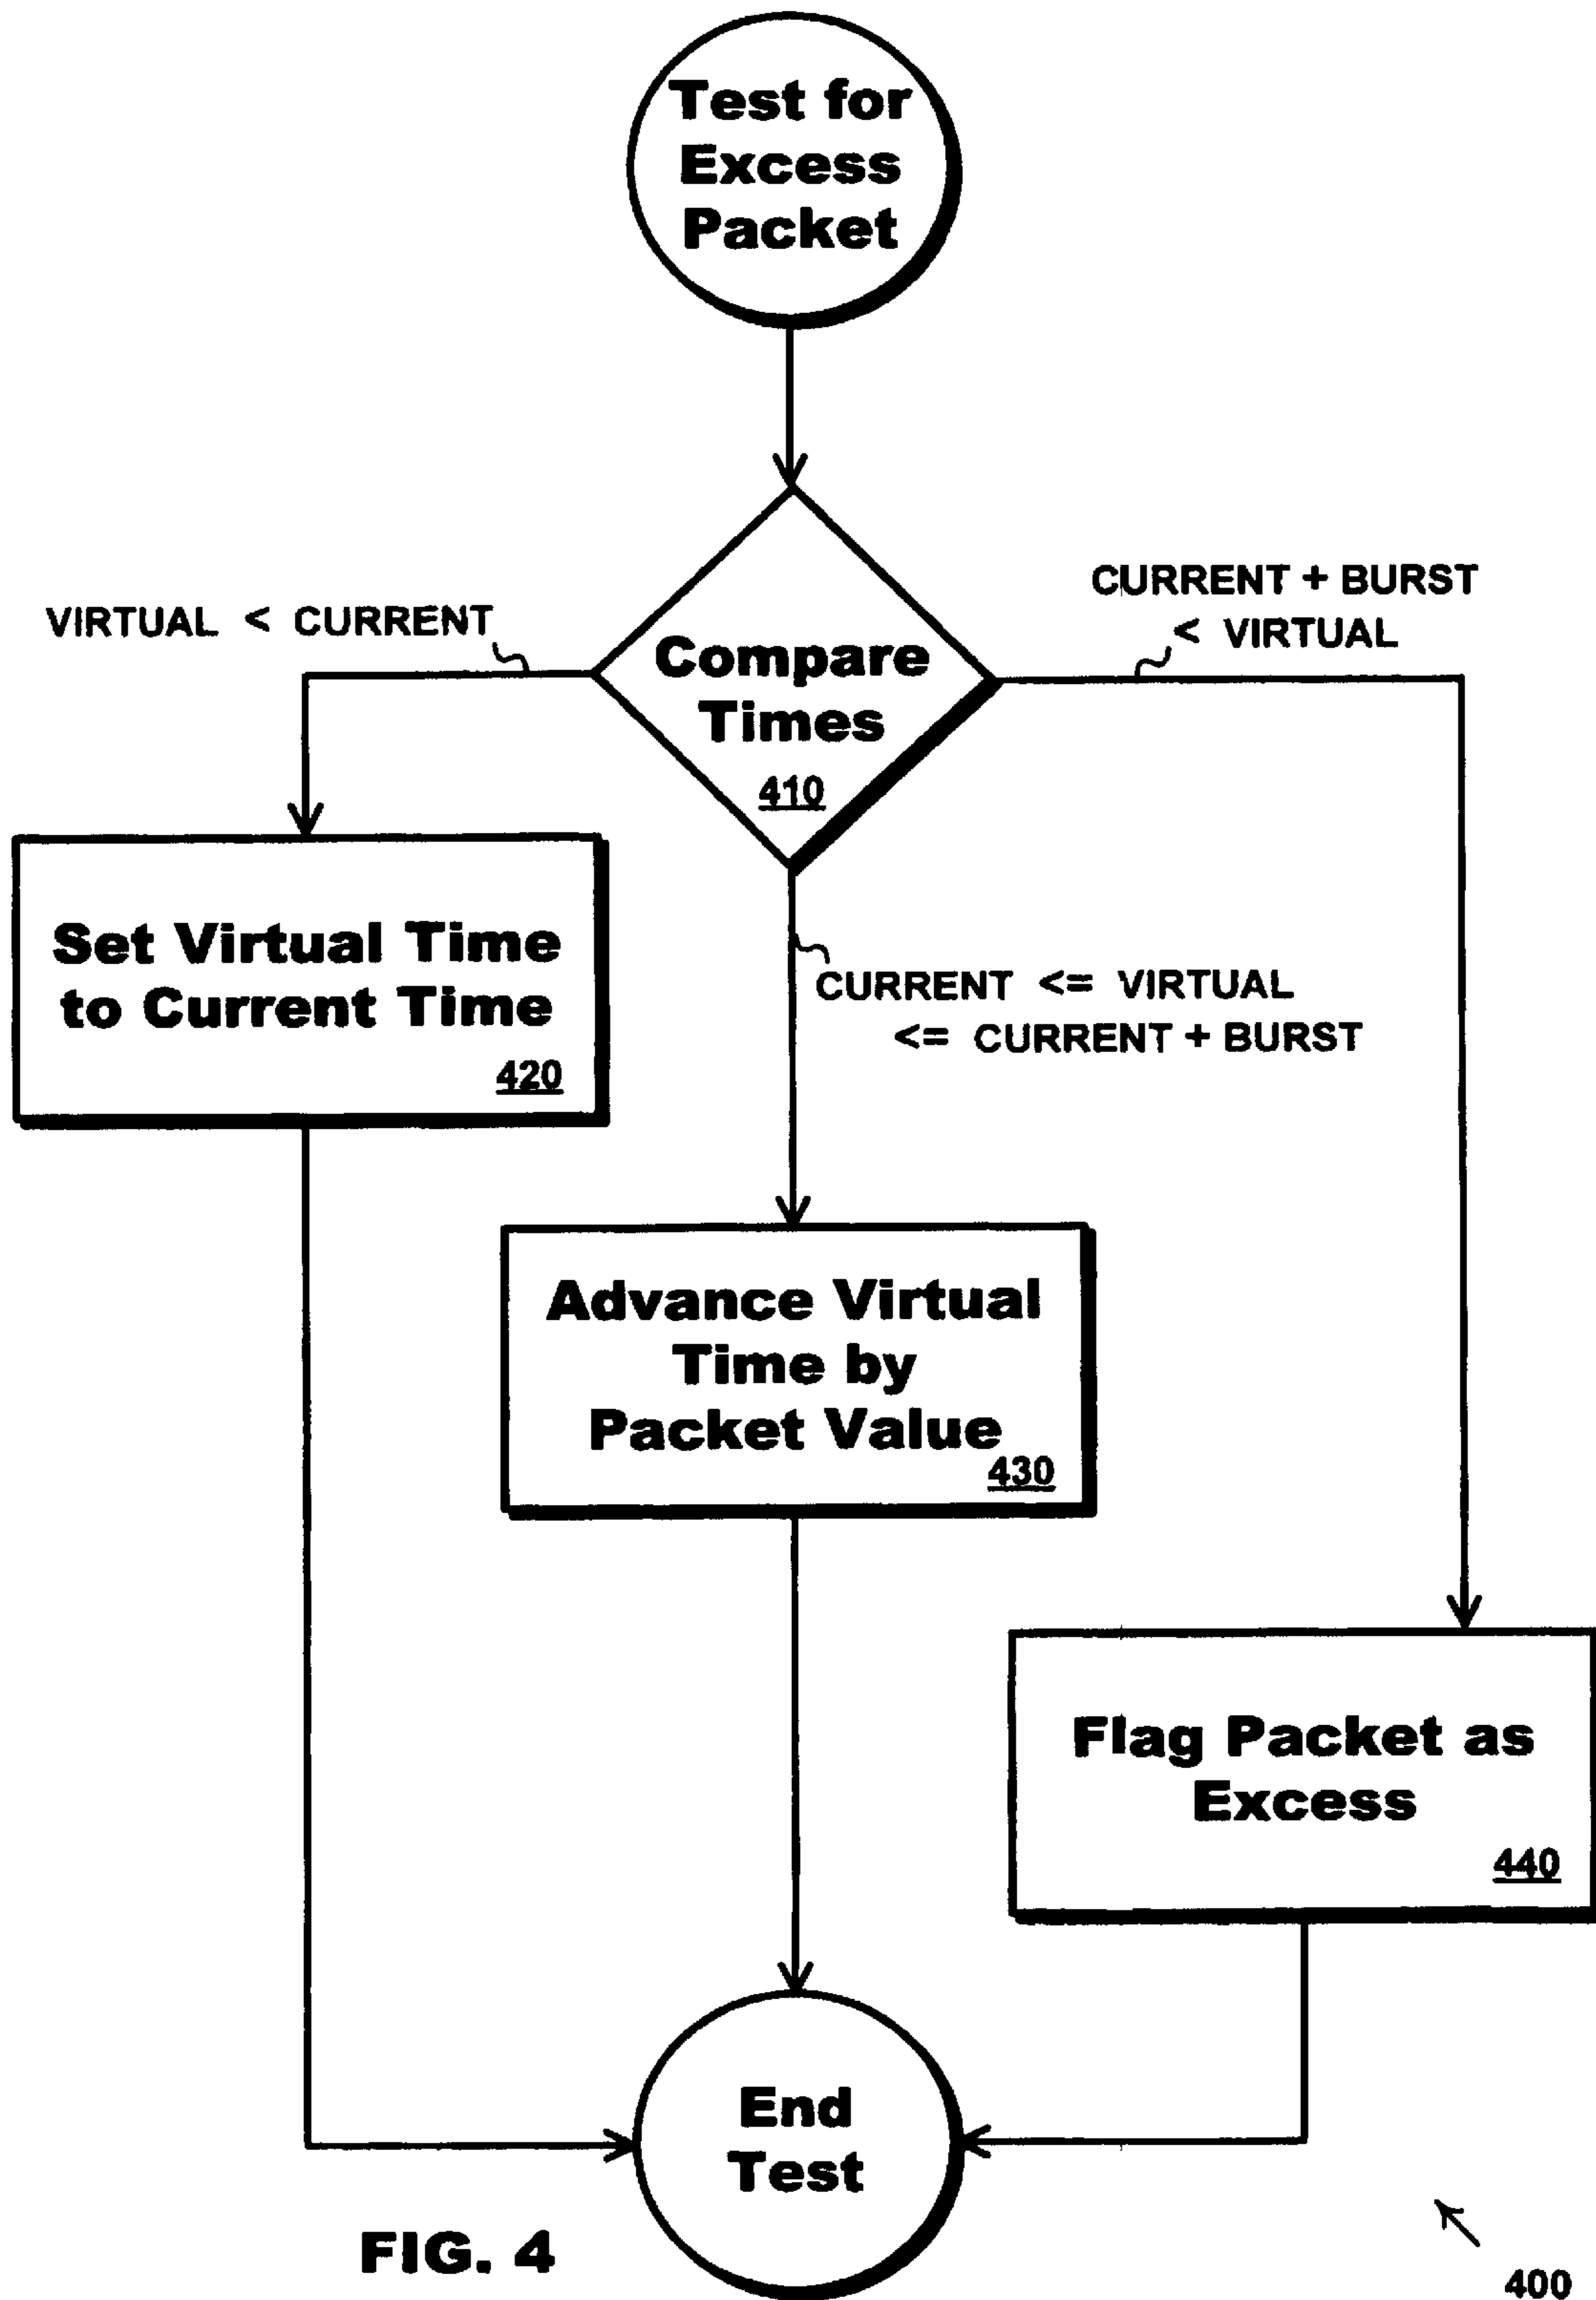 Test for
Excess
Packet
VIRTUAL < CURRENT
CURRENT + BURST
< VIRTUAL
Compare
Times
410
Set Virtual Time
to Current Time
420
CURRENT <= VIRTUAL
<= CURRENT + BURST
Advance Virtual
Time by
Packet Value
430
Flag Packet as
Excess
440
End
Test
FIG. 4
400